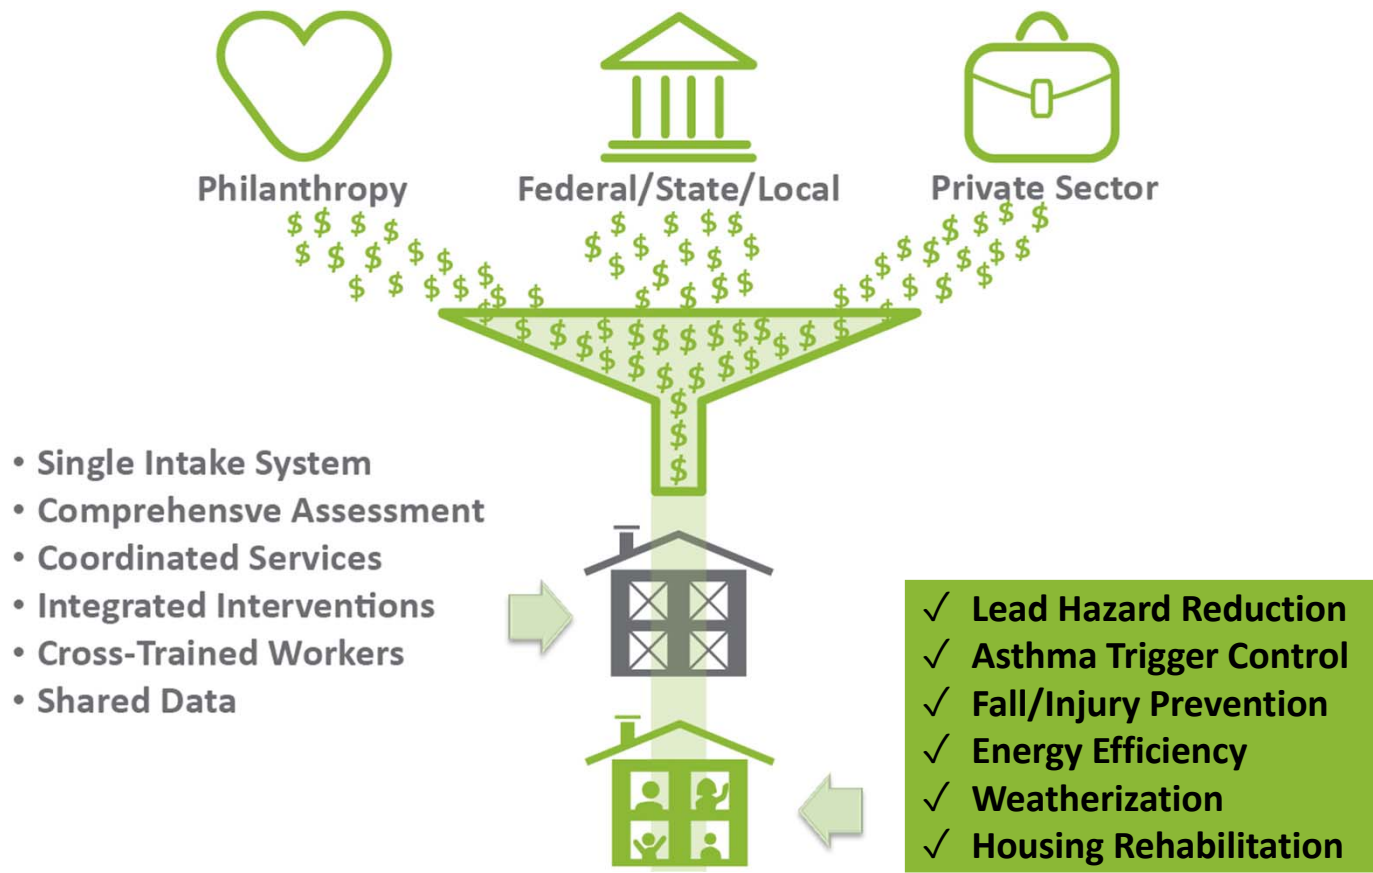 Philanthropy
Federal/State/Local
Private Sector
• Single Intake System
• Comprehensve Assessment
• Coordinated Services
• Integrated Interventions
• Cross-Trained Workers
• Shared Data
✓ Lead Hazard Reduction
✓ Asthma Trigger Control
✓ Fall/Injury Prevention
✓ Energy Efficiency
✓ Weatherization
✓ Housing Rehabilitation